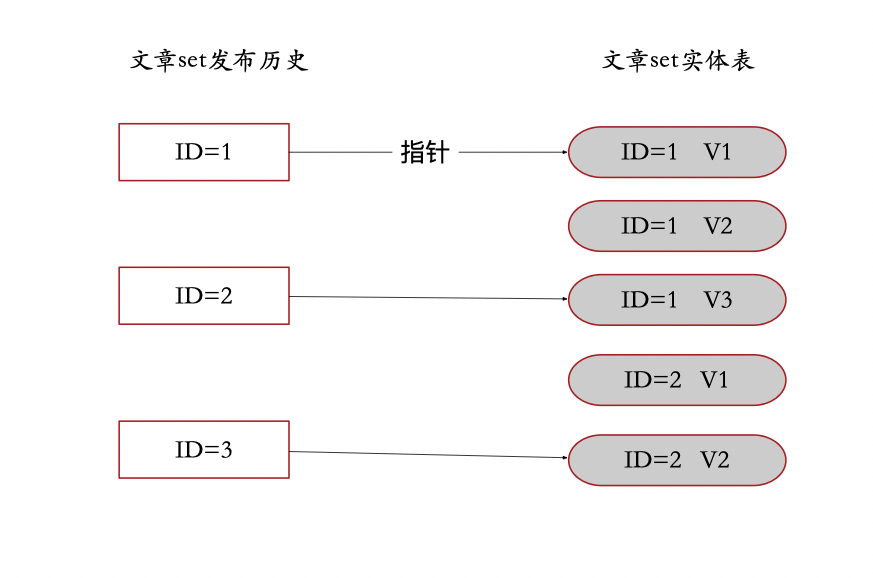 文章set发布历史 文章set实体表
ID=1 指针 ID=1 V1
ID=1 V2
ID=2 ID=1 V3
ID=2 V1
ID=3 ID=2 V2